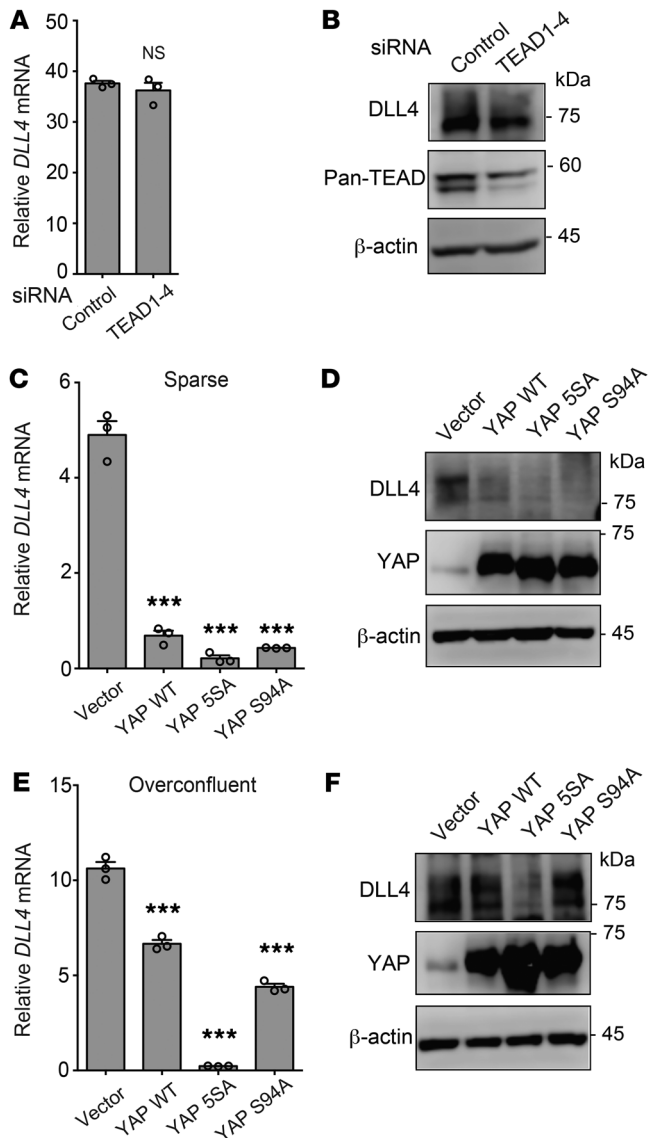 A
Relative DLL4 mRNA
50
40
30
20
10
0
NS
siRNA
Control
TEAD1-4
B
siRNA
Control
TEAD1-4
kDa
DLL4
- 75
Pan-TEAD
- 60
β-actin
- 45
C
Sparse
Relative DLL4 mRNA
6
4
2
0
***
***
***
Vector
YAP WT
YAP 5SA
YAP S94A
D
Vector
YAP WT
YAP 5SA
YAP S94A
kDa
DLL4
- 75
75
YAP
β-actin
- 45
E
Overconfluent
Relative DLL4 mRNA
15
10
5
0
***
***
***
Vector
YAP WT
YAP 5SA
YAP S94A
F
Vector
YAP WT
YAP 5SA
YAP S94A
kDa
DLL4
- 75
- 75
YAP
β-actin
- 45